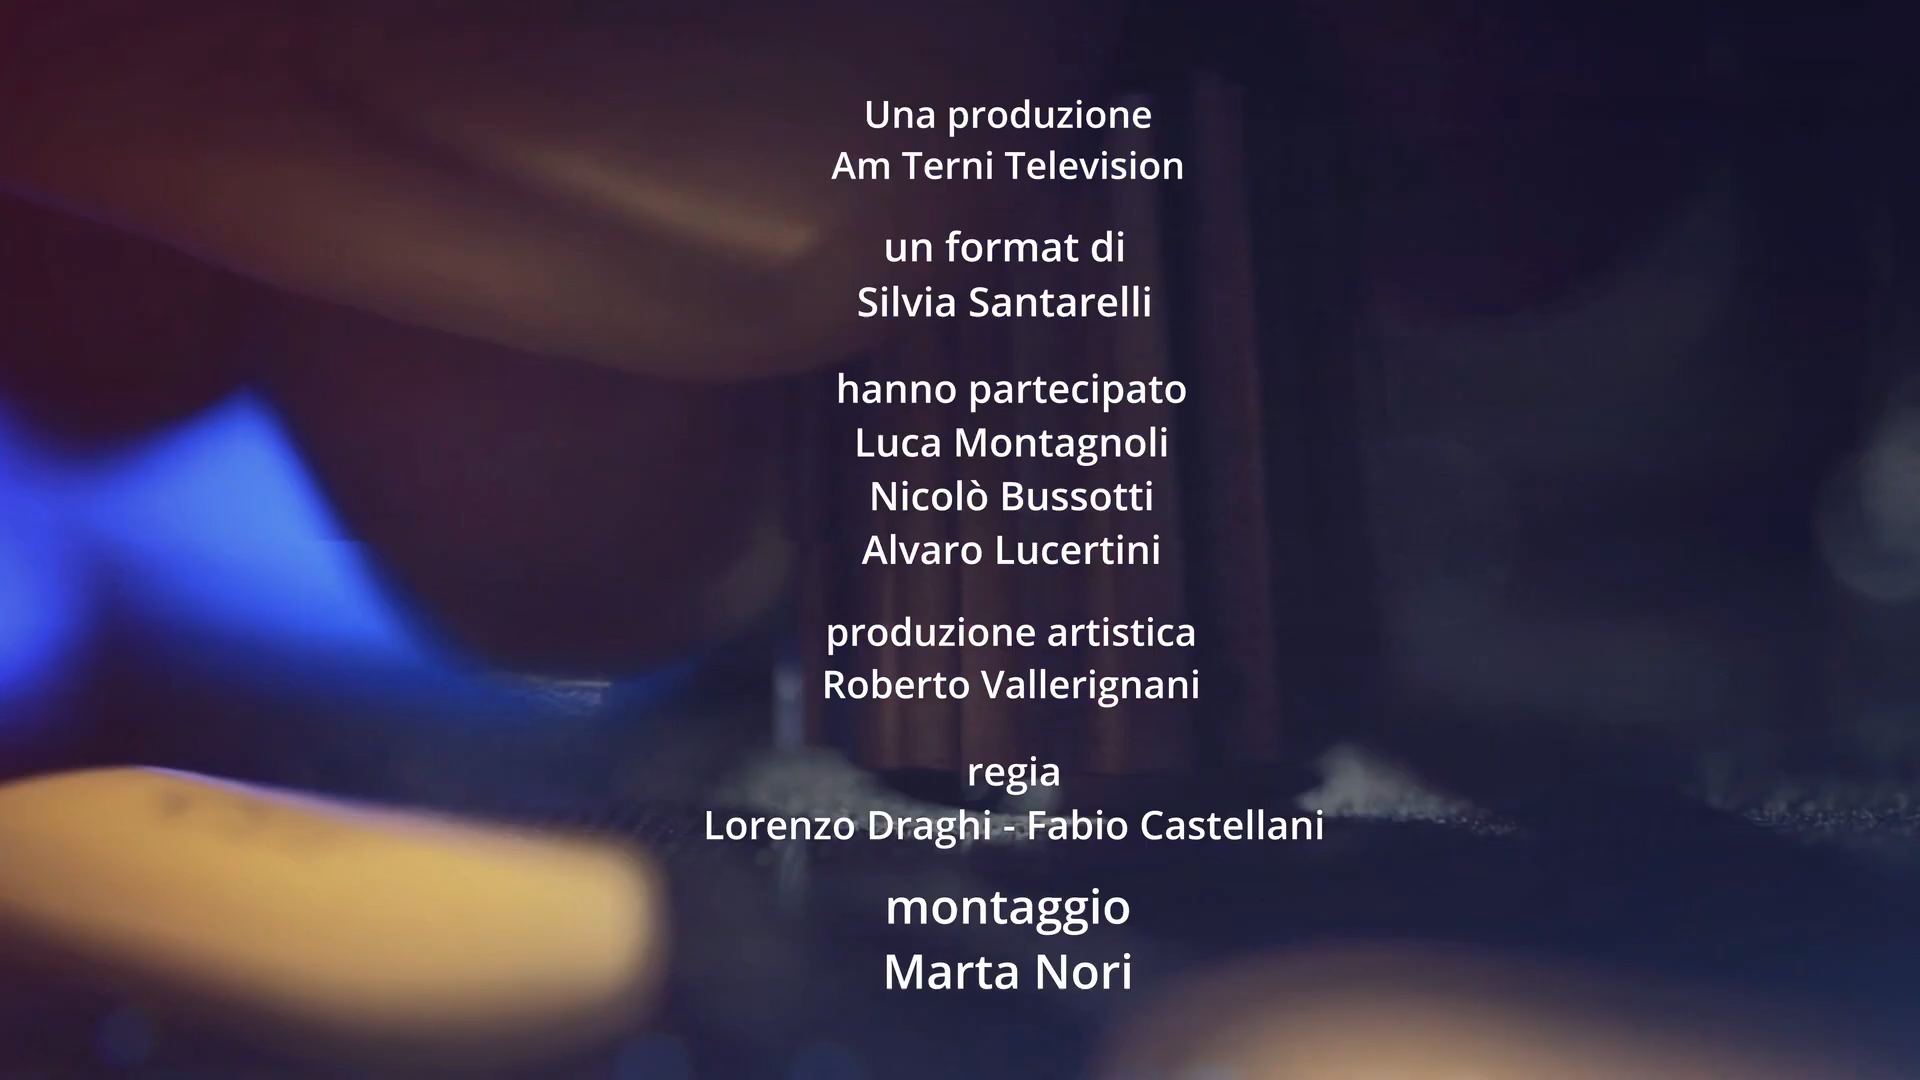 Una produzione
Am Terni Television
un format di
Silvia Santarelli
hanno partecipato
Luca Montagnoli
Nicolò Bussotti
Alvaro Lucertini
produzione artistica
Roberto Vallerignani
regia
Lorenzo Draghi - Fabio Castellani
montaggio
Marta Nori